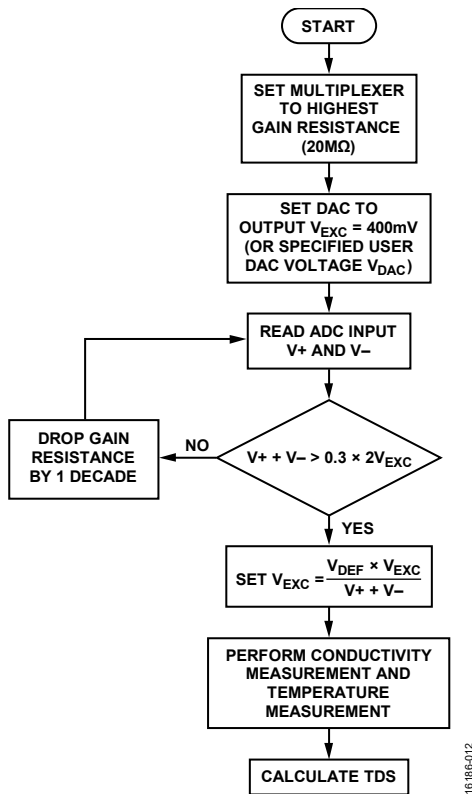 START
SET MULTIPLEXER
TO HIGHEST
GAIN RESISTANCE
(20MΩ)
SET DAC TO
OUTPUT VEXC = 400mV
(OR SPECIFIED USER
DAC VOLTAGE VDAC)
READ ADC INPUT
V+ AND V–
DROP GAIN
RESISTANCE
BY 1 DECADE
NO
V+ + V– > 0.3 × 2VEXC
YES
SET VEXC = VDEF × VEXC
V+ + V–
PERFORM CONDUCTIVITY
MEASUREMENT AND
TEMPERATURE
MEASUREMENT
CALCULATE TDS
16186-012